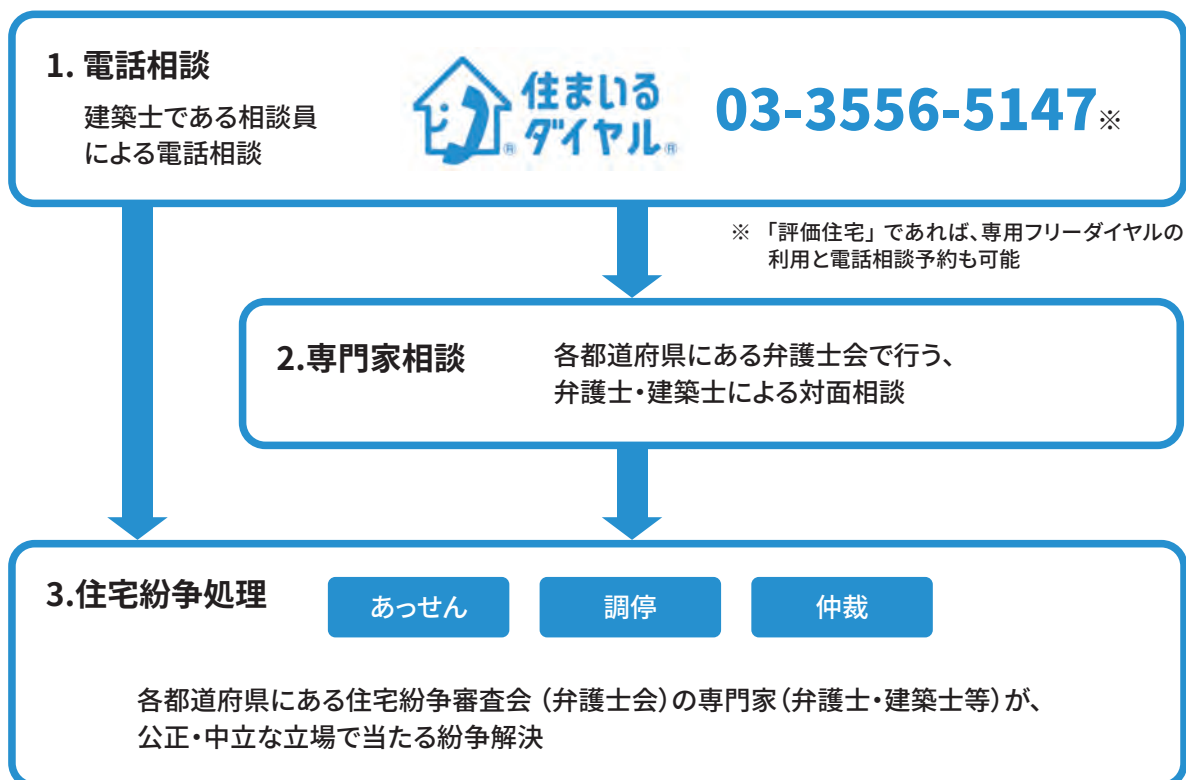 1. 電話相談
建築士である相談員
による電話相談
住まいる
ダイヤル
®
®
03-3556-5147※
※ 「評価住宅」であれば、専用フリーダイヤルの
利用と電話相談予約も可能
2.専門家相談
各都道府県にある弁護士会で行う、
弁護士・建築士による対面相談
3.住宅紛争処理
あっせん
調停
仲裁
各都道府県にある住宅紛争審査会（弁護士会）の専門家（弁護士・建築士等）が、
公正・中立な立場で当たる紛争解決